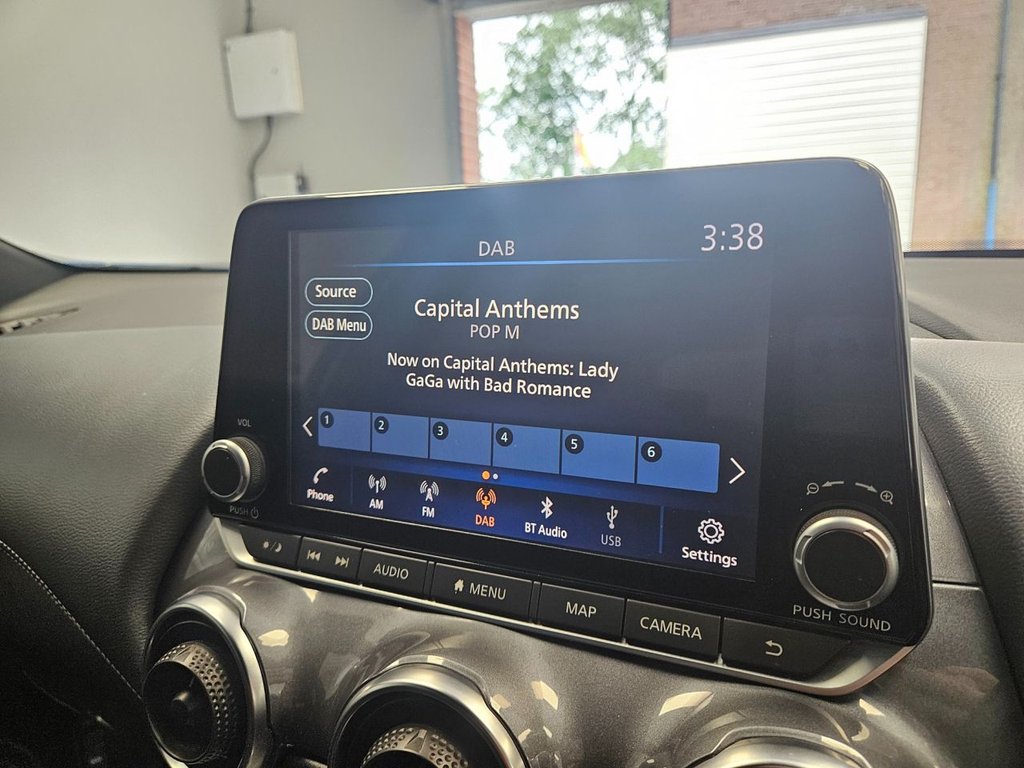 DAB
3:38
Source
DAB Menu
Capital Anthems
POP M
Now on Capital Anthems: Lady
GaGa with Bad Romance
1 2 3 4 5 6
Phone AM FM DAB BT Audio USB Settings
VOL
PUSH
PUSH SOUND
AUDIO MENU MAP CAMERA